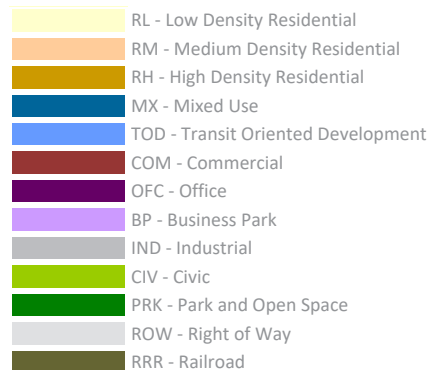 RL - Low Density Residential
RM - Medium Density Residential
RH - High Density Residential
MX - Mixed Use
TOD - Transit Oriented Development
COM - Commercial
OFC - Office
BP - Business Park
IND - Industrial
CIV - Civic
PRK - Park and Open Space
ROW - Right of Way
RRR - Railroad